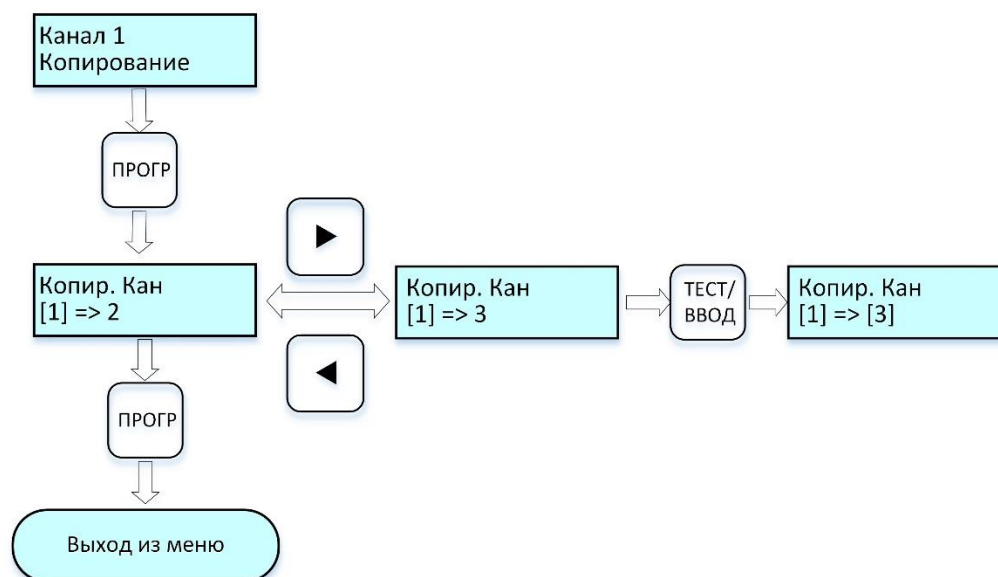 Канал 1
Копирование
ПРОГР
Копир. Кан
[1] => 2
Копир. Кан
[1] => 3
ТЕСТ/
ВВОД
Копир. Кан
[1] => [3]
ПРОГР
Выход из меню